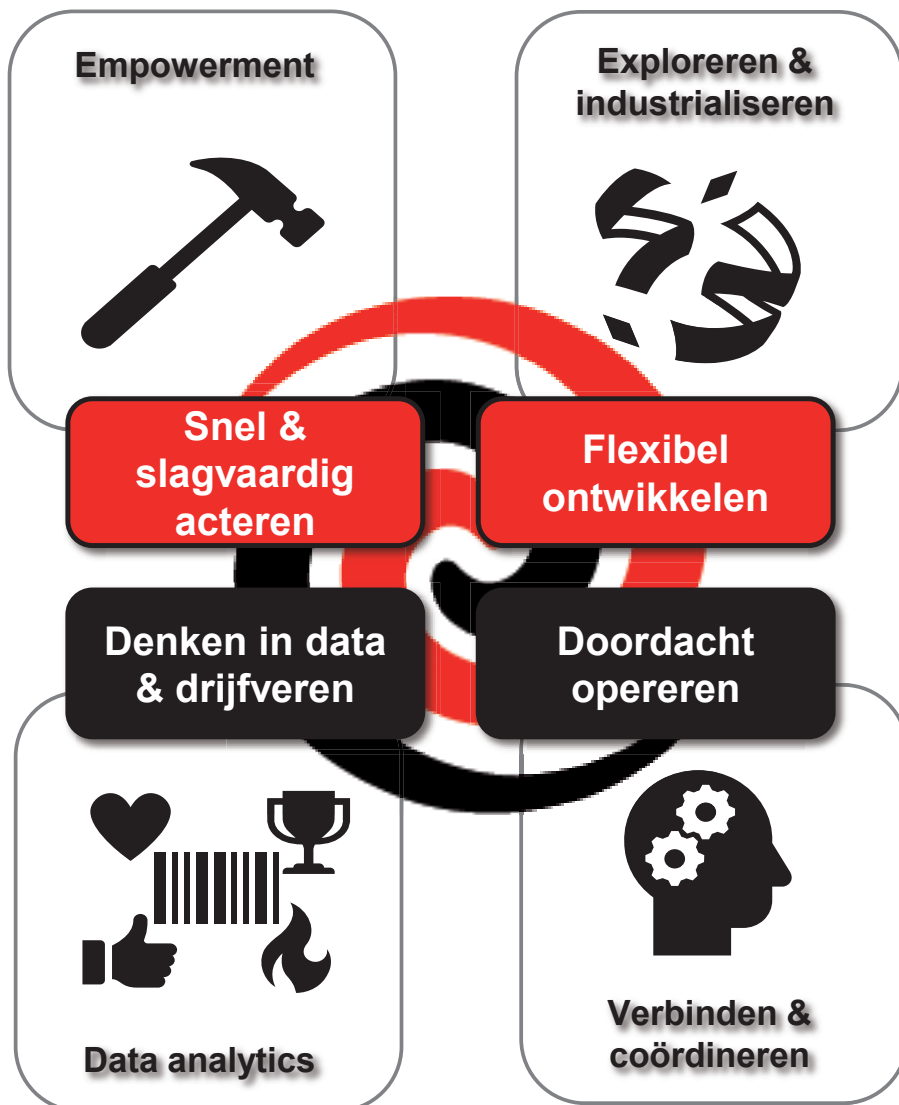 Empowerment
Exploreren &
industrialiseren
Snel &
slagvaardig
acteren
Flexibel
ontwikkelen
Denken in data
& drijfveren
Doordacht
opereren
Data analytics
Verbinden &
coördineren